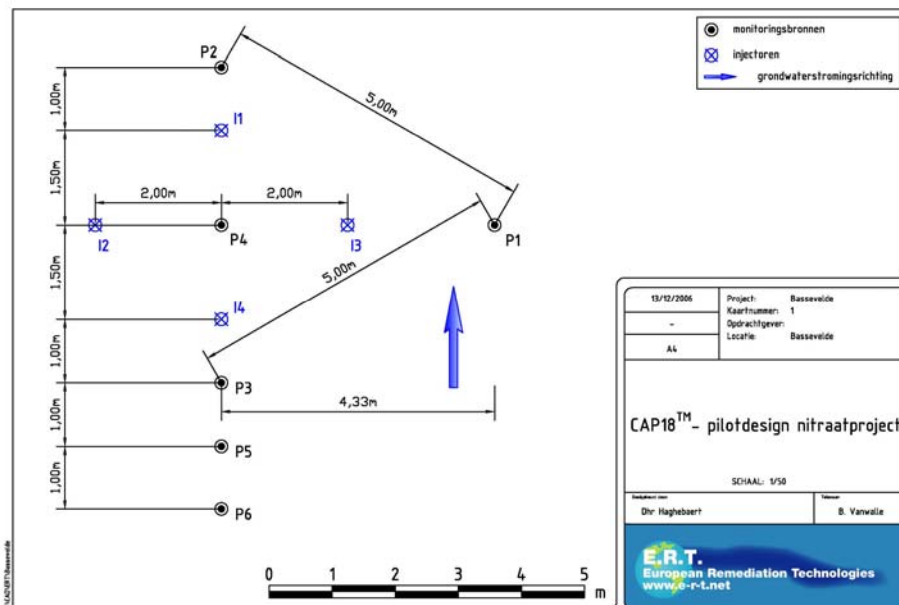 monitoringsbronnen
injectoren
grondwaterstromingsrichting
P2
5,00m
1,00m
I1
1,50m
2,00m
2,00m
I2
P4
I3
P1
1,50m
5,00m
I4
1,00m
P3
4,33m
1,00m
P5
1,00m
P6
0 1 2 3 4 5
m
13/12/2006
-
A4
Project: Bassevelde
Kaartnummer: 1
Opdrachtgever:
Locatie: Bassevelde
CAP18™- pilotdesign nitraatproject
SCHAAL: 1/50
Dhr Haghebaert
B. Vanwalle
E.R.T.
European Remediation Technologies
www.e-r-t.net